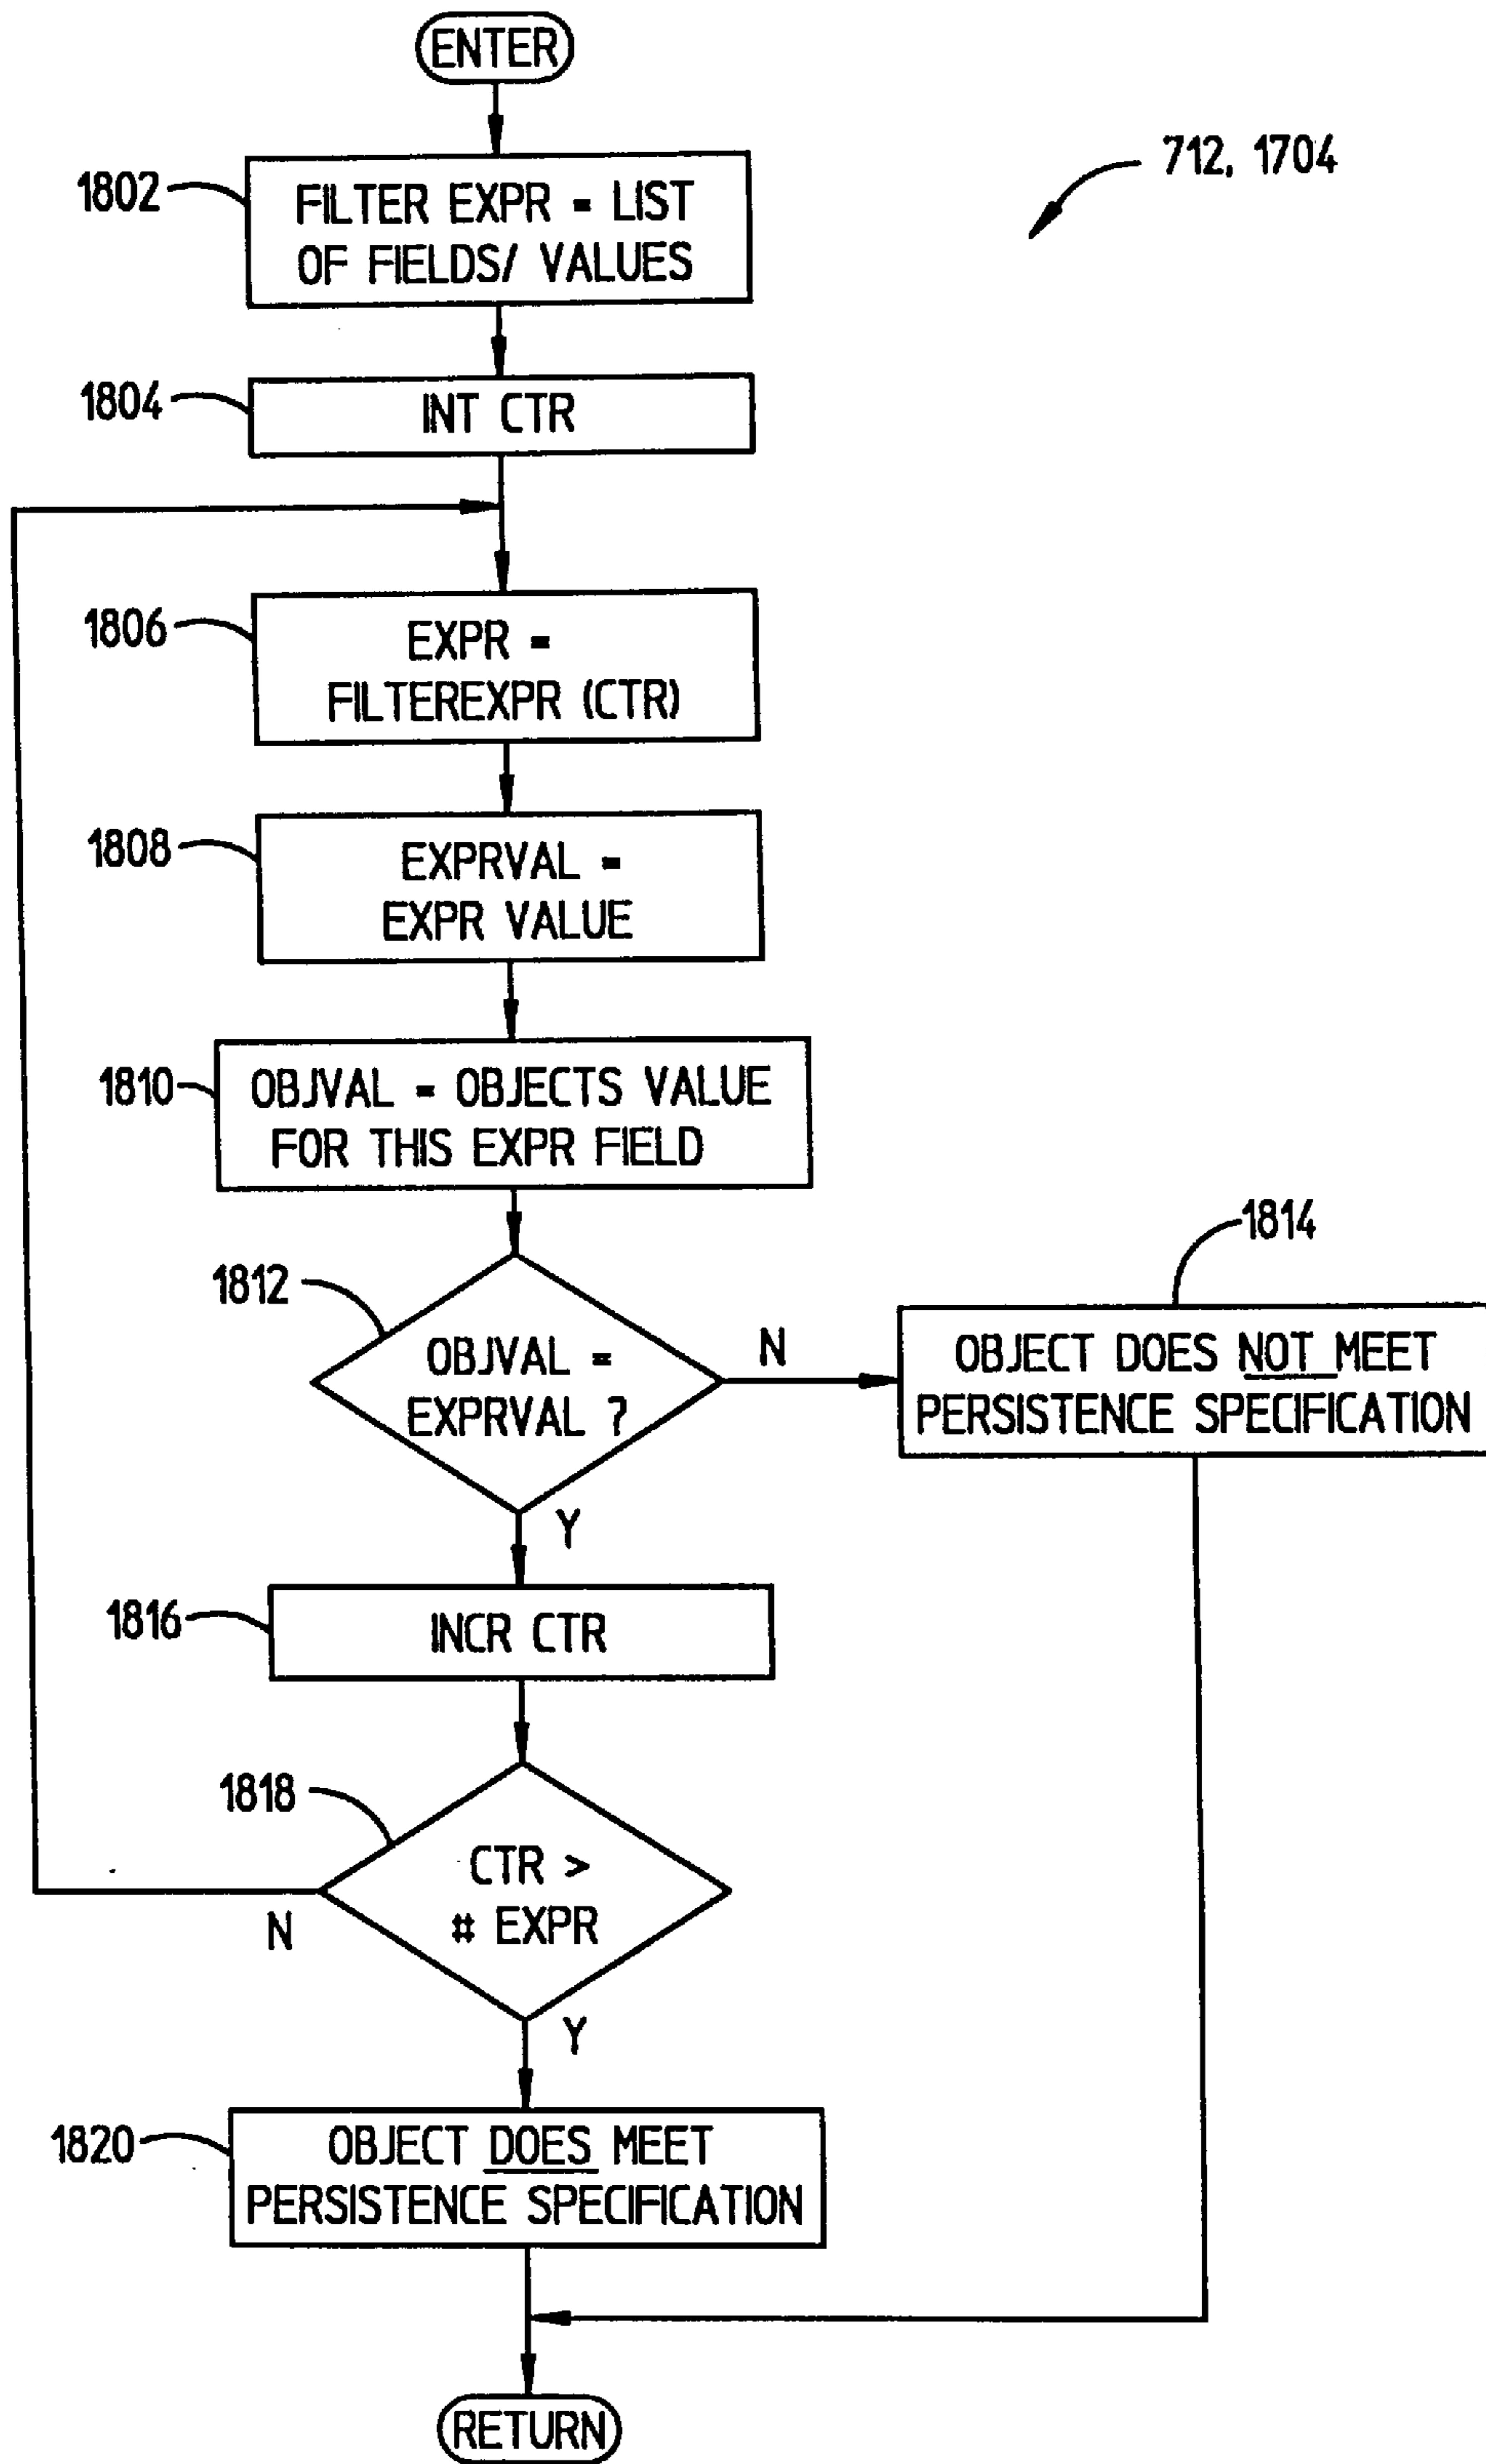 ENTER
712, 1704
1802
FILTER EXPR = LIST
OF FIELDS/ VALUES
1804
INT CTR
1806
EXPR =
FILTEREXPR (CTR)
1808
EXPRVAL =
EXPR VALUE
1810
OBJVAL = OBJECTS VALUE
FOR THIS EXPR FIELD
1812
OBJVAL =
EXPRVAL ?
N
1814
OBJECT DOES NOT MEET
PERSISTENCE SPECIFICATION
Y
1816
INCR CTR
1818
CTR >
# EXPR
N
Y
1820
OBJECT DOES MEET
PERSISTENCE SPECIFICATION
RETURN